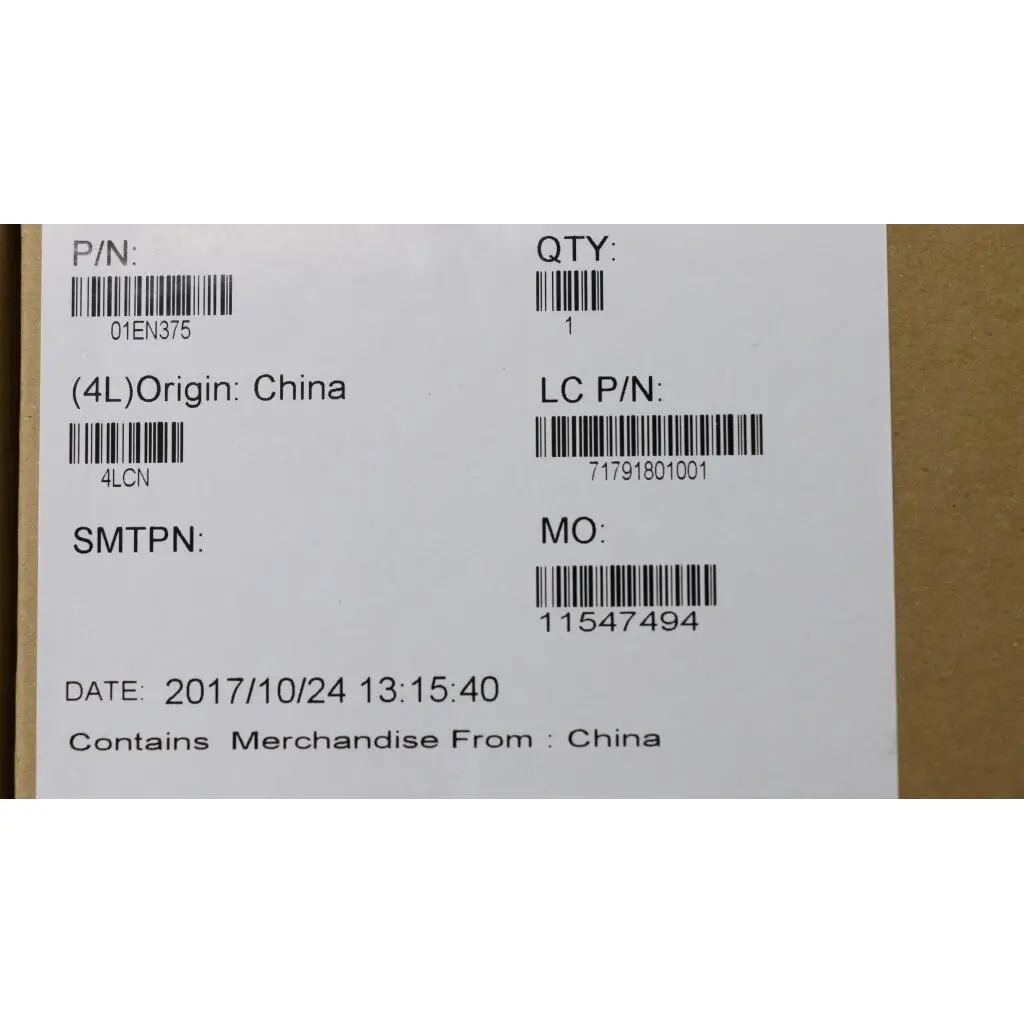 P/N:
01EN375
QTY:
1
(4L)Origin: China
4LCN
LC P/N:
71791801001
SMTPN:
MO:
11547494
DATE: 2017/10/24 13:15:40
Contains Merchandise From : China